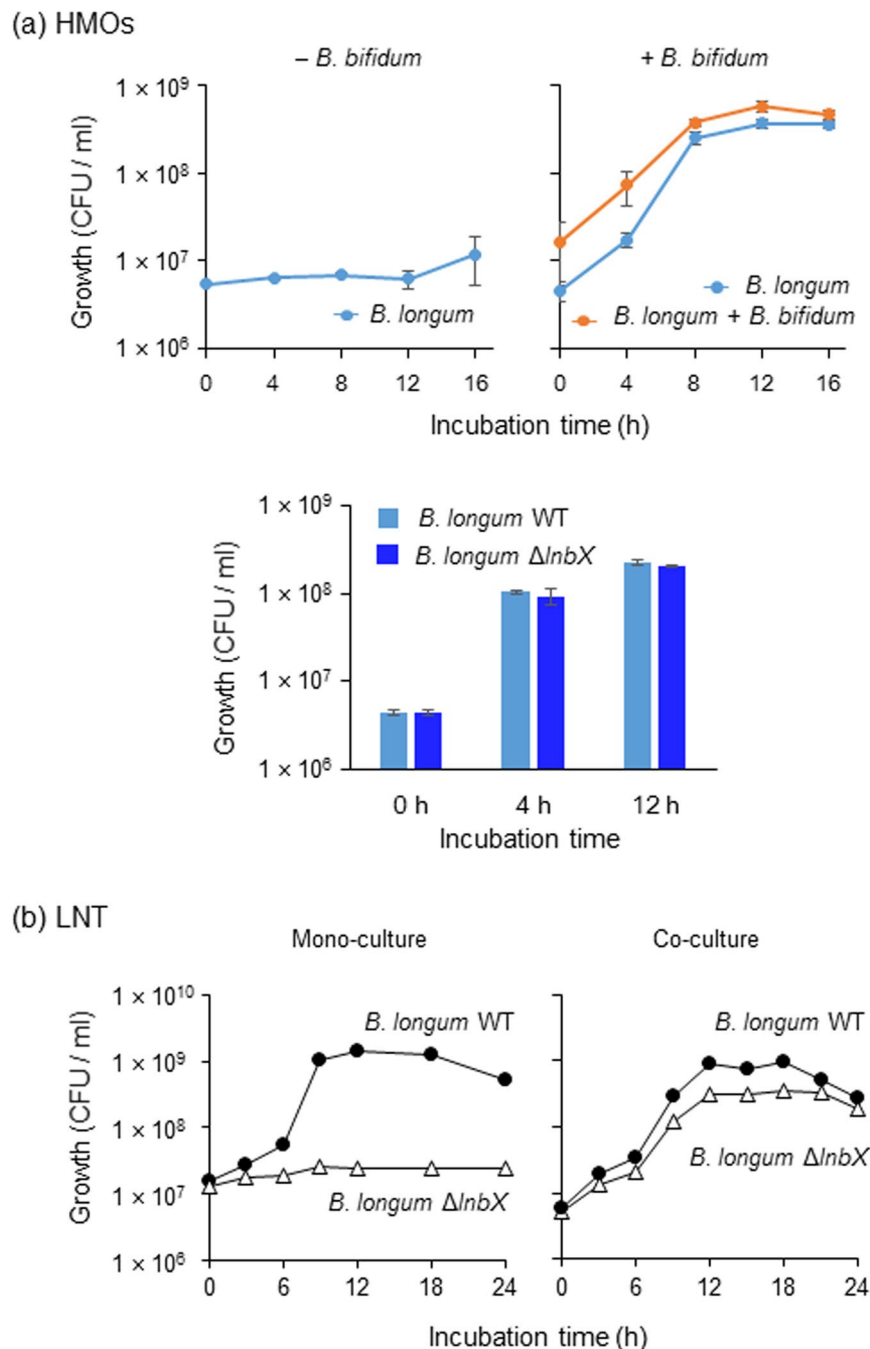 (a) HMOs
– B. bifidum
+ B. bifidum
Growth (CFU / ml)
1 × 10⁹
1 × 10⁸
1 × 10⁷
1 × 10⁶
B. longum
B. longum
B. longum + B. bifidum
0 4 8 12 16
0 4 8 12 16
Incubation time (h)
Growth (CFU / ml)
1 × 10⁹
1 × 10⁸
1 × 10⁷
1 × 10⁶
B. longum WT
B. longum ΔlnbX
0 h 4 h 12 h
Incubation time
(b) LNT
Mono-culture
Co-culture
Growth (CFU / ml)
1 × 10¹⁰
1 × 10⁹
1 × 10⁸
1 × 10⁷
1 × 10⁶
B. longum WT
B. longum ΔlnbX
B. longum WT
B. longum ΔlnbX
0 6 12 18 24
0 6 12 18 24
Incubation time (h)